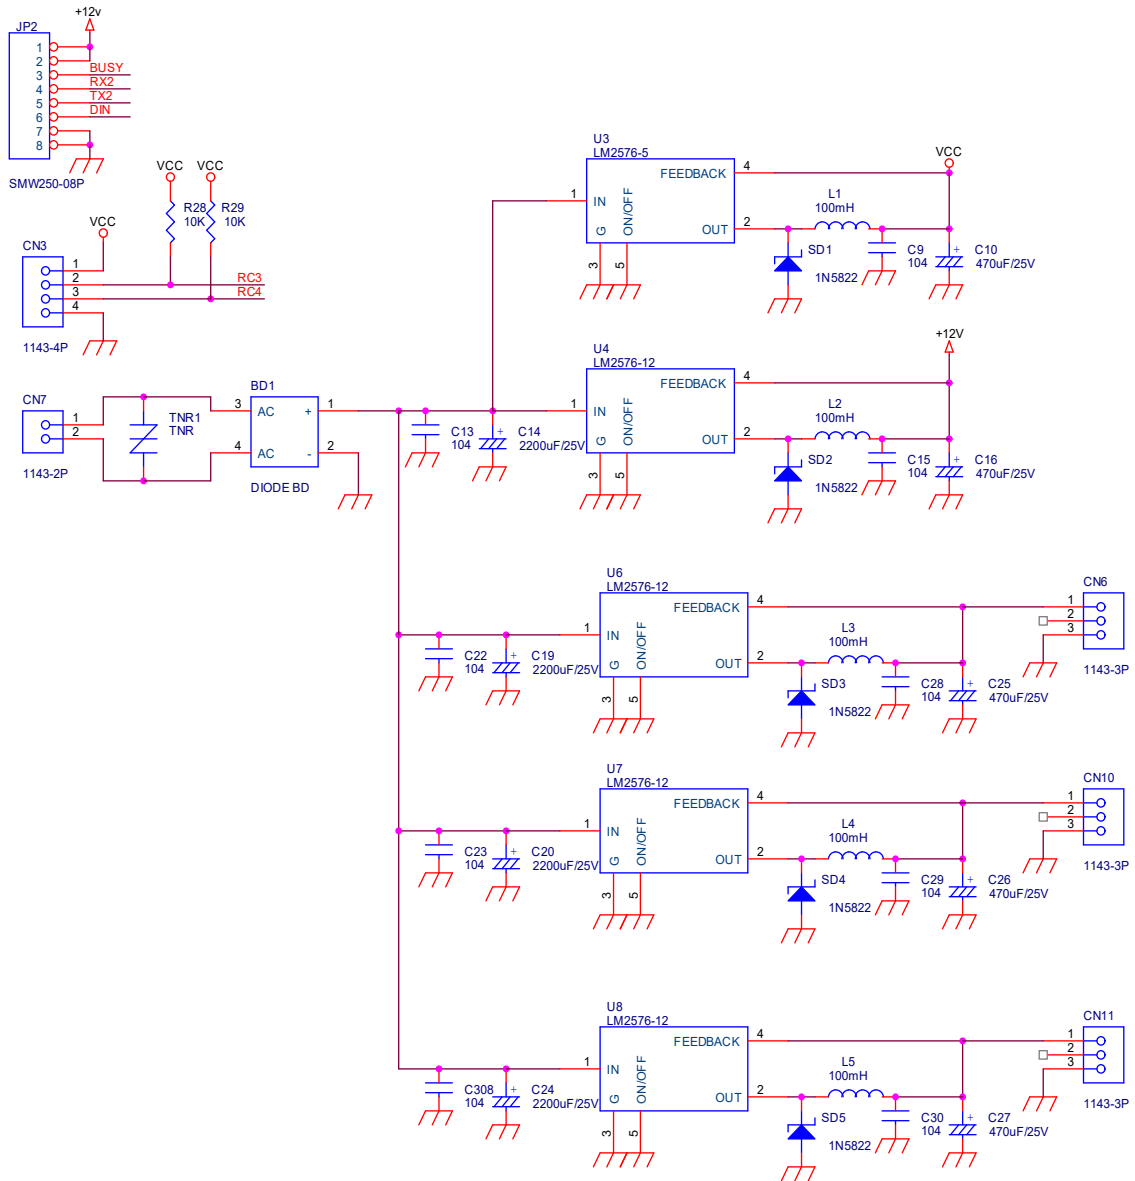 +12v
JP2
1
2
3
4
5
6
7
8
BUSY
RX2
TX2
DIN
SMW250-08P
VCC
VCC
R28
10K
R29
10K
VCC
CN3
1
2
3
4
RC3
RC4
1143-4P
CN7
1
2
1143-2P
TNR1
TNR
BD1
3
AC
+
1
4
AC
-
2
DIODE BD
C13
104
+
C14
2200uF/25V
U3
LM2576-5
FEEDBACK
4
1
IN
G
ON/OFF
OUT
2
3
5
VCC
L1
100mH
SD1
1N5822
C9
104
+
C10
470uF/25V
U4
LM2576-12
FEEDBACK
4
1
IN
G
ON/OFF
OUT
2
3
5
+12V
L2
100mH
SD2
1N5822
C15
104
+
C16
470uF/25V
C22
104
+
C19
2200uF/25V
U6
LM2576-12
FEEDBACK
4
1
IN
G
ON/OFF
OUT
2
3
5
L3
100mH
SD3
1N5822
C28
104
+
C25
470uF/25V
CN6
1
2
3
1143-3P
C23
104
+
C20
2200uF/25V
U7
LM2576-12
FEEDBACK
4
1
IN
G
ON/OFF
OUT
2
3
5
L4
100mH
SD4
1N5822
C29
104
+
C26
470uF/25V
CN10
1
2
3
1143-3P
C308
104
+
C24
2200uF/25V
U8
LM2576-12
FEEDBACK
4
1
IN
G
ON/OFF
OUT
2
3
5
L5
100mH
SD5
1N5822
C30
104
+
C27
470uF/25V
CN11
1
2
3
1143-3P